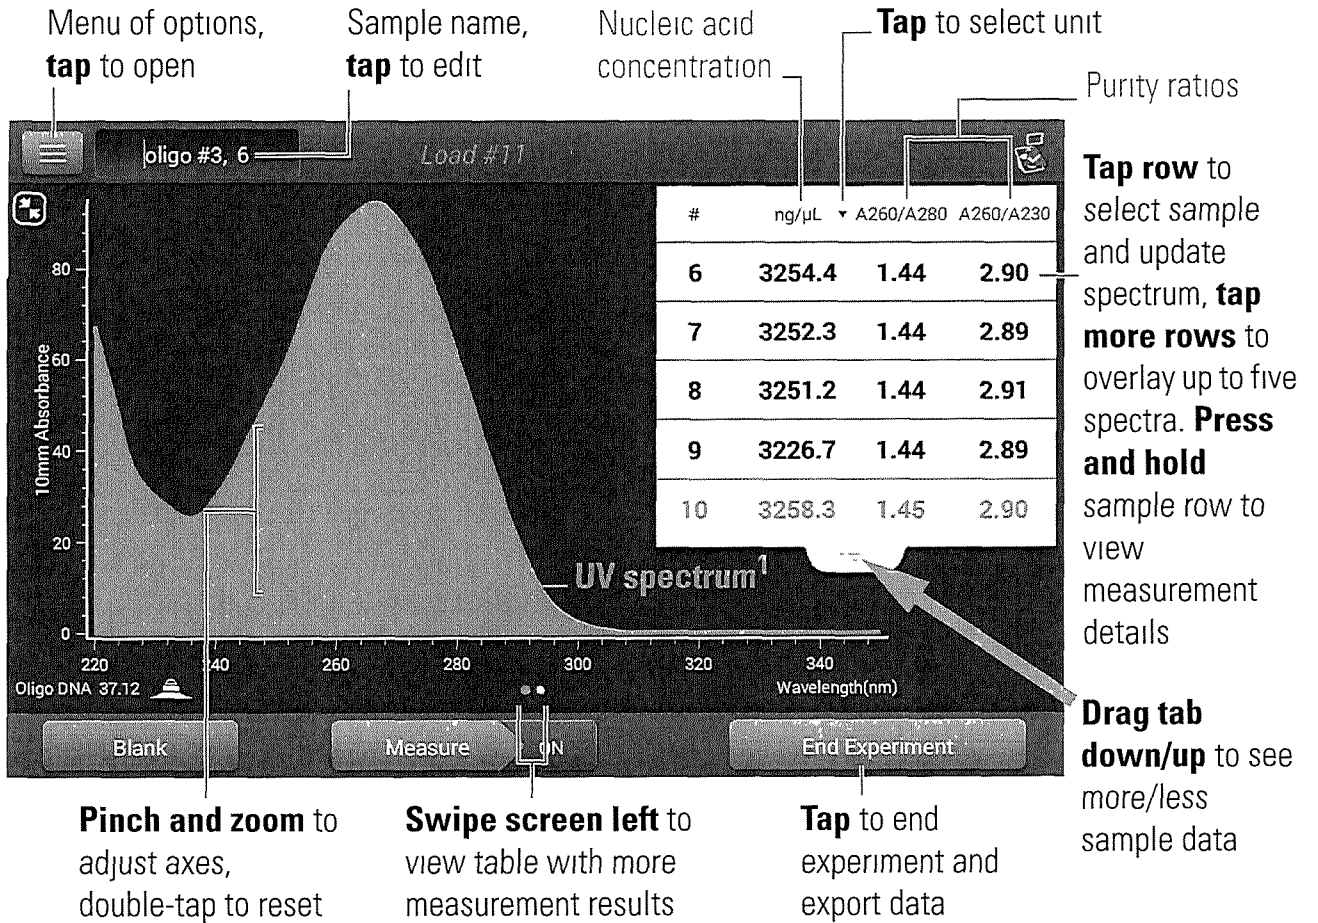 Menu of options,
tap to open
Sample name,
tap to edit
Nucleic acid
concentration
Tap to select unit
Purity ratios
oligo #3, 6
Load #11
# ng/µL A260/A280 A260/A230
6 3254.4 1.44 2.90
7 3252.3 1.44 2.89
8 3251.2 1.44 2.91
9 3226.7 1.44 2.89
10 3258.3 1.45 2.90
Tap row to
select sample
and update
spectrum, tap
more rows to
overlay up to five
spectra. Press
and hold
sample row to
view
measurement
details
10mm Absorbance
80
60
40
20
0
UV spectrum1
220 240 260 280 300 320 340
Oligo DNA 37.12
Wavelength(nm)
Blank
Measure
ON
End Experiment
Drag tab
down/up to see
more/less
sample data
Pinch and zoom to
adjust axes,
double-tap to reset
Swipe screen left to
view table with more
measurement results
Tap to end
experiment and
export data